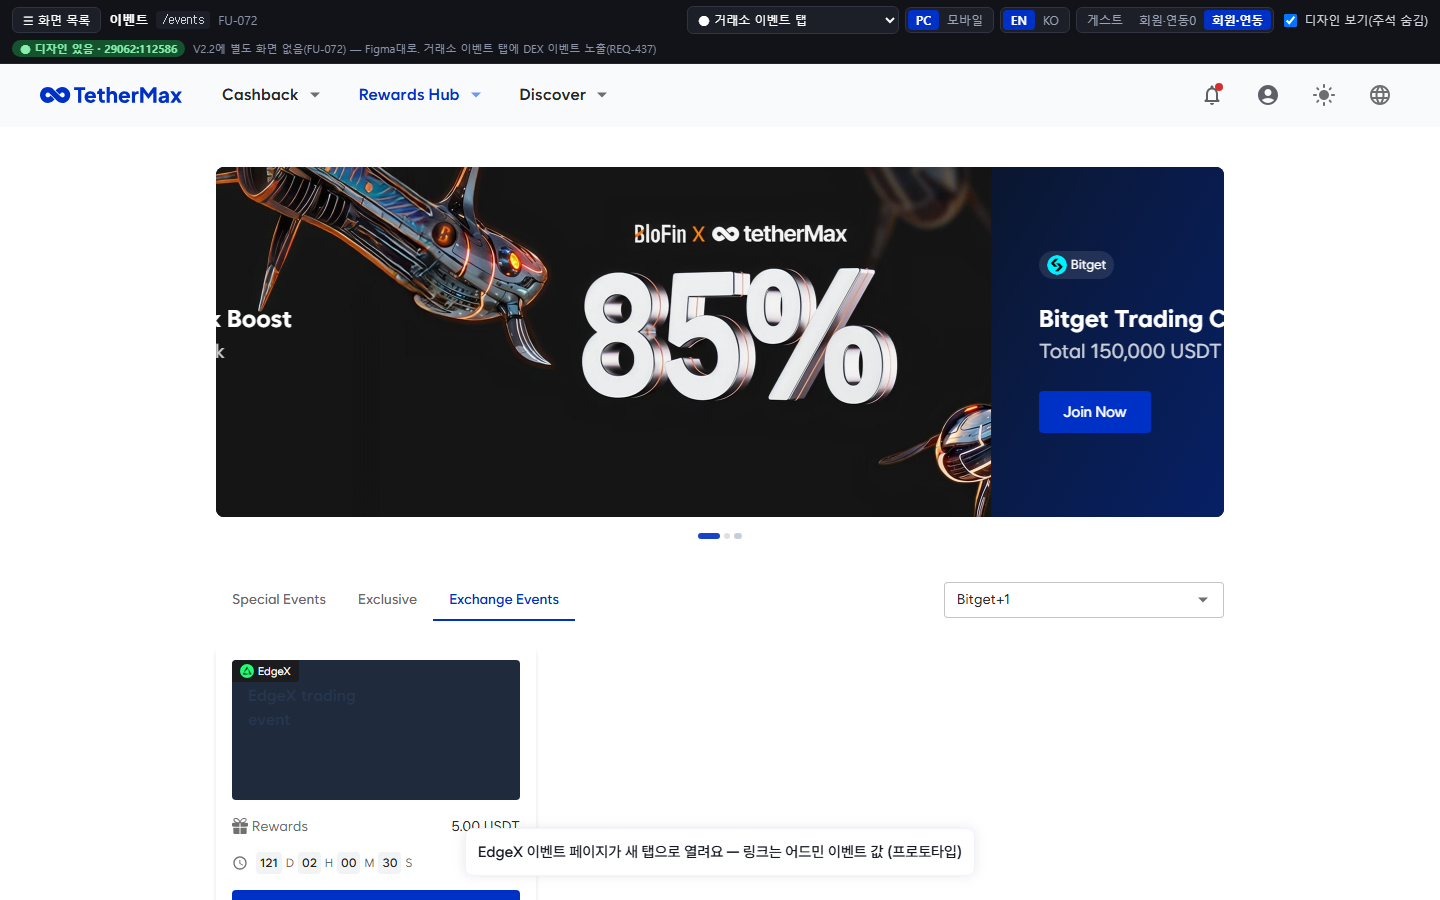 ☰ 화면 목록 이벤트 /events FU-072 ● 거래소 이벤트 탭 PC 모바일 EN KO 게스트 회원·연동0 회원·연동 디자인 보기(주석 숨김)
● 디자인 있음 · 29062:112586 V2.2에 별도 화면 없음(FU-072) — Figma대로. 거래소 이벤트 탭에 DEX 이벤트 노출(REQ-437)
TetherMax Cashback Rewards Hub Discover
BloFin X tetherMax
85%
k Boost
k
Bitget
Bitget Trading C
Total 150,000 USDT
Join Now
Special Events Exclusive Exchange Events Bitget+1
EdgeX
EdgeX trading
event
Rewards 5.00 USDT
121 D 02 H 00 M 30 S
EdgeX 이벤트 페이지가 새 탭으로 열려요 — 링크는 어드민 이벤트 값 (프로토타입)